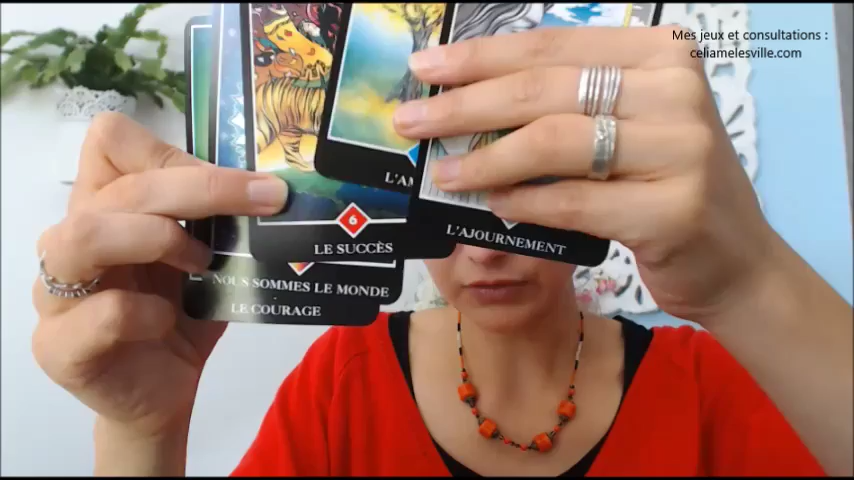 Mes jeux et consultations :
celiamelesville.com
L'AJOURNEMENT
6
LE SUCCÈS
NOUS SOMMES LE MONDE
LE COURAGE